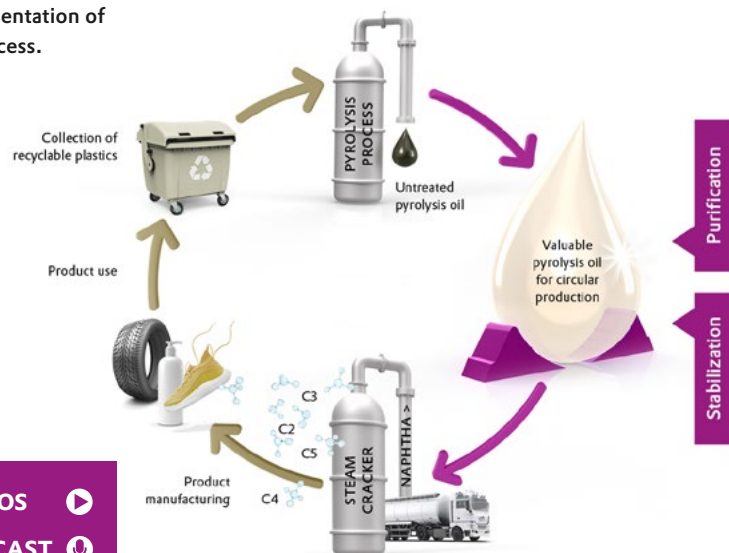 entation of
cess.
Collection of
recyclable plastics
PYROLYSIS
PROCESS
Untreated
pyrolysis oil
Valuable
pyrolysis oil
for circular
production
Purification
Stabilization
Product use
C3
C2
C5
C4
STEAM
CRACKER
NAPHTHA >
Product
manufacturing
OS
CAST